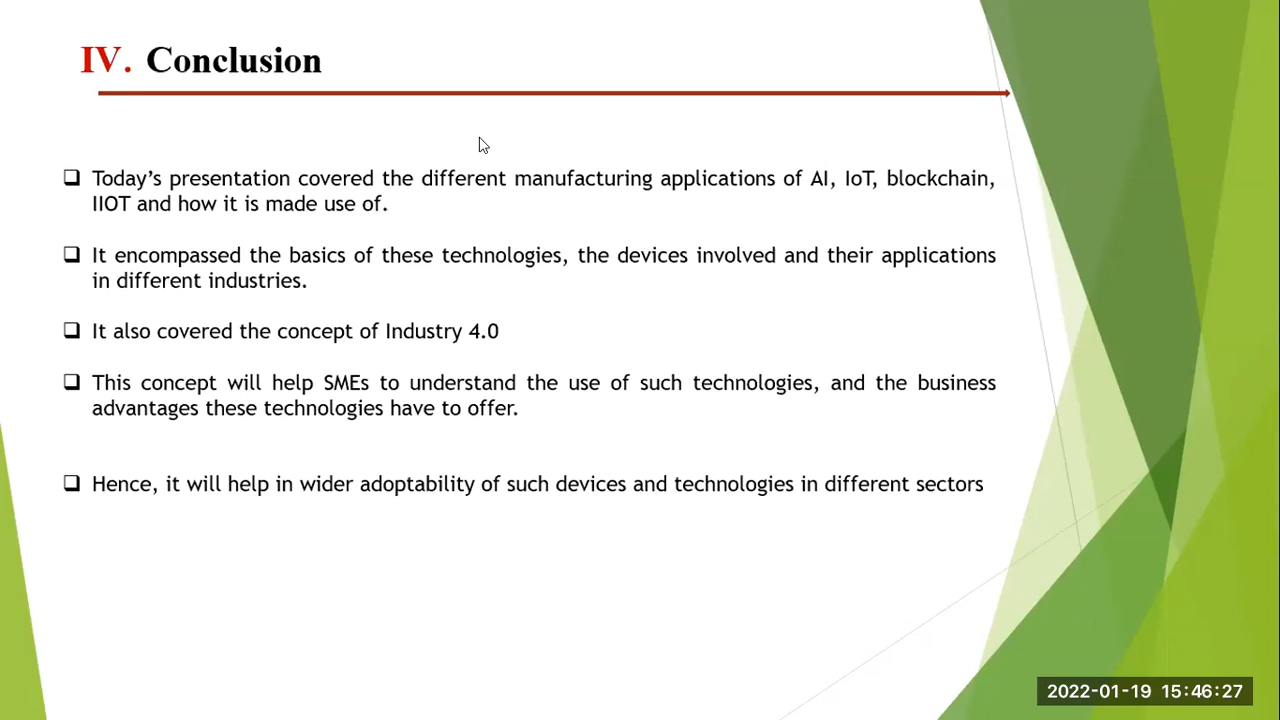 IV. Conclusion
Today’s presentation covered the different manufacturing applications of AI, IoT, blockchain,
IIOT and how it is made use of.
It encompassed the basics of these technologies, the devices involved and their applications
in different industries.
It also covered the concept of Industry 4.0
This concept will help SMEs to understand the use of such technologies, and the business
advantages these technologies have to offer.
Hence, it will help in wider adoptability of such devices and technologies in different sectors
2022-01-19 15:46:27